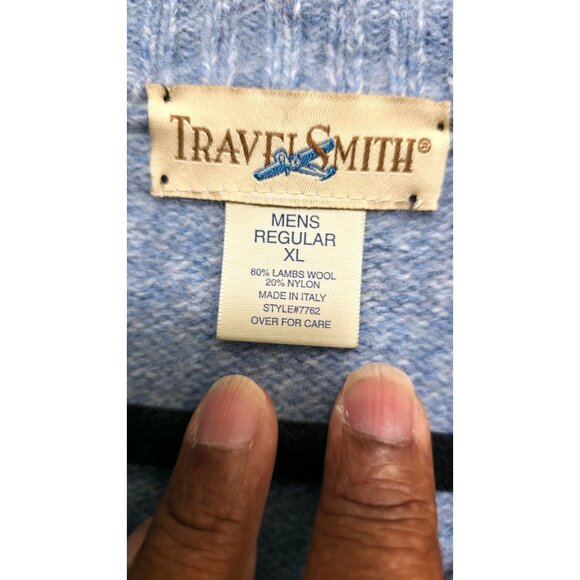 TRAVELSMITH®
MENS
REGULAR
XL
80% LAMBS WOOL
20% NYLON
MADE IN ITALY
STYLE#7762
OVER FOR CARE